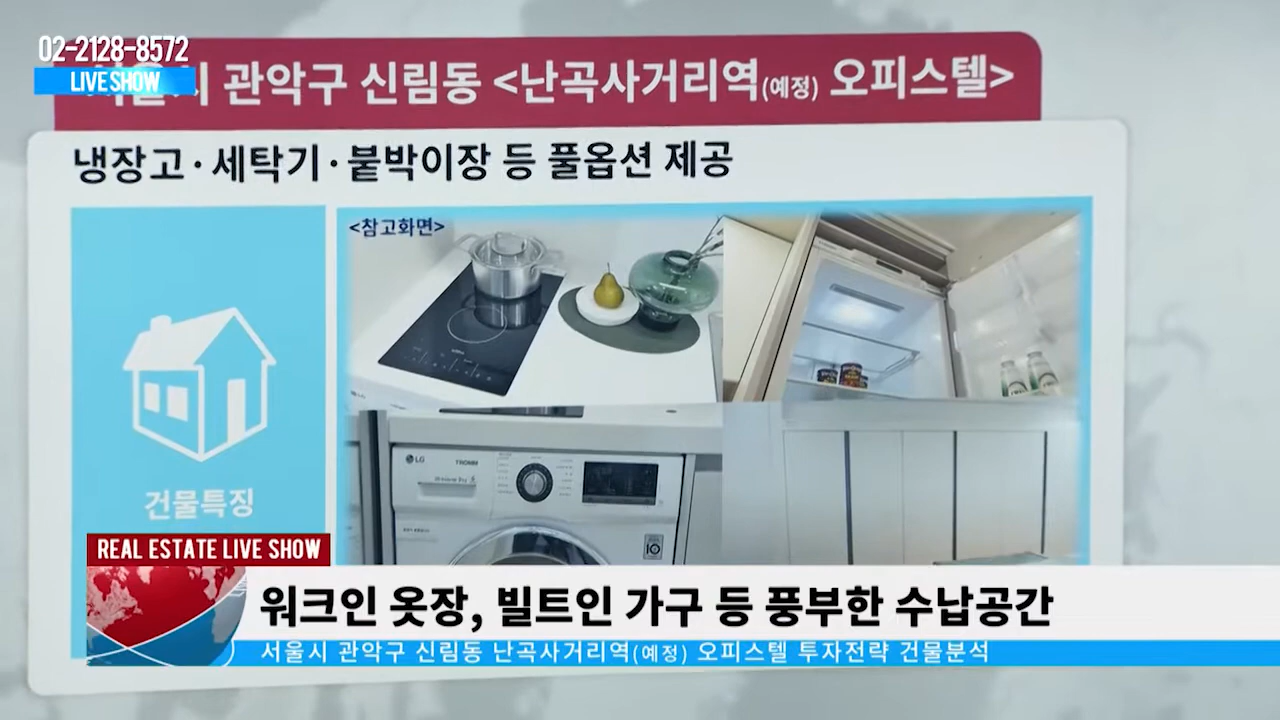 02-2128-8572
LIVE SHOW
관악구 신림동 <난곡사거리역(예정) 오피스텔>
냉장고·세탁기·붙박이장 등 풀옵션 제공
<참고화면>
LG
TROMM
건물특징
REAL ESTATE LIVE SHOW
워크인 옷장, 빌트인 가구 등 풍부한 수납공간
서울시 관악구 신림동 난곡사거리역(예정) 오피스텔 투자전략 건물분석